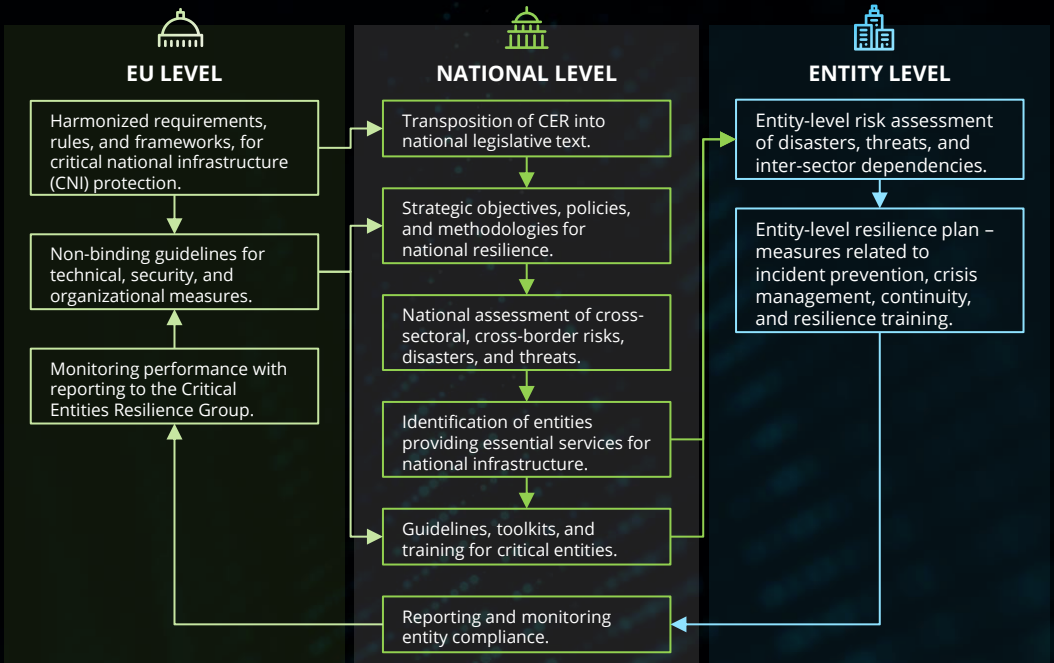 EU LEVEL
Harmonized requirements,
rules, and frameworks, for
critical national infrastructure
(CNI) protection.
Non-binding guidelines for
technical, security, and
organizational measures.
Monitoring performance with
reporting to the Critical
Entities Resilience Group.
NATIONAL LEVEL
Transposition of CER into
national legislative text.
Strategic objectives, policies,
and methodologies for
national resilience.
National assessment of cross-
sectoral, cross-border risks,
disasters, and threats.
Identification of entities
providing essential services for
national infrastructure.
Guidelines, toolkits, and
training for critical entities.
Reporting and monitoring
entity compliance.
ENTITY LEVEL
Entity-level risk assessment
of disasters, threats, and
inter-sector dependencies.
Entity-level resilience plan –
measures related to
incident prevention, crisis
management, continuity,
and resilience training.